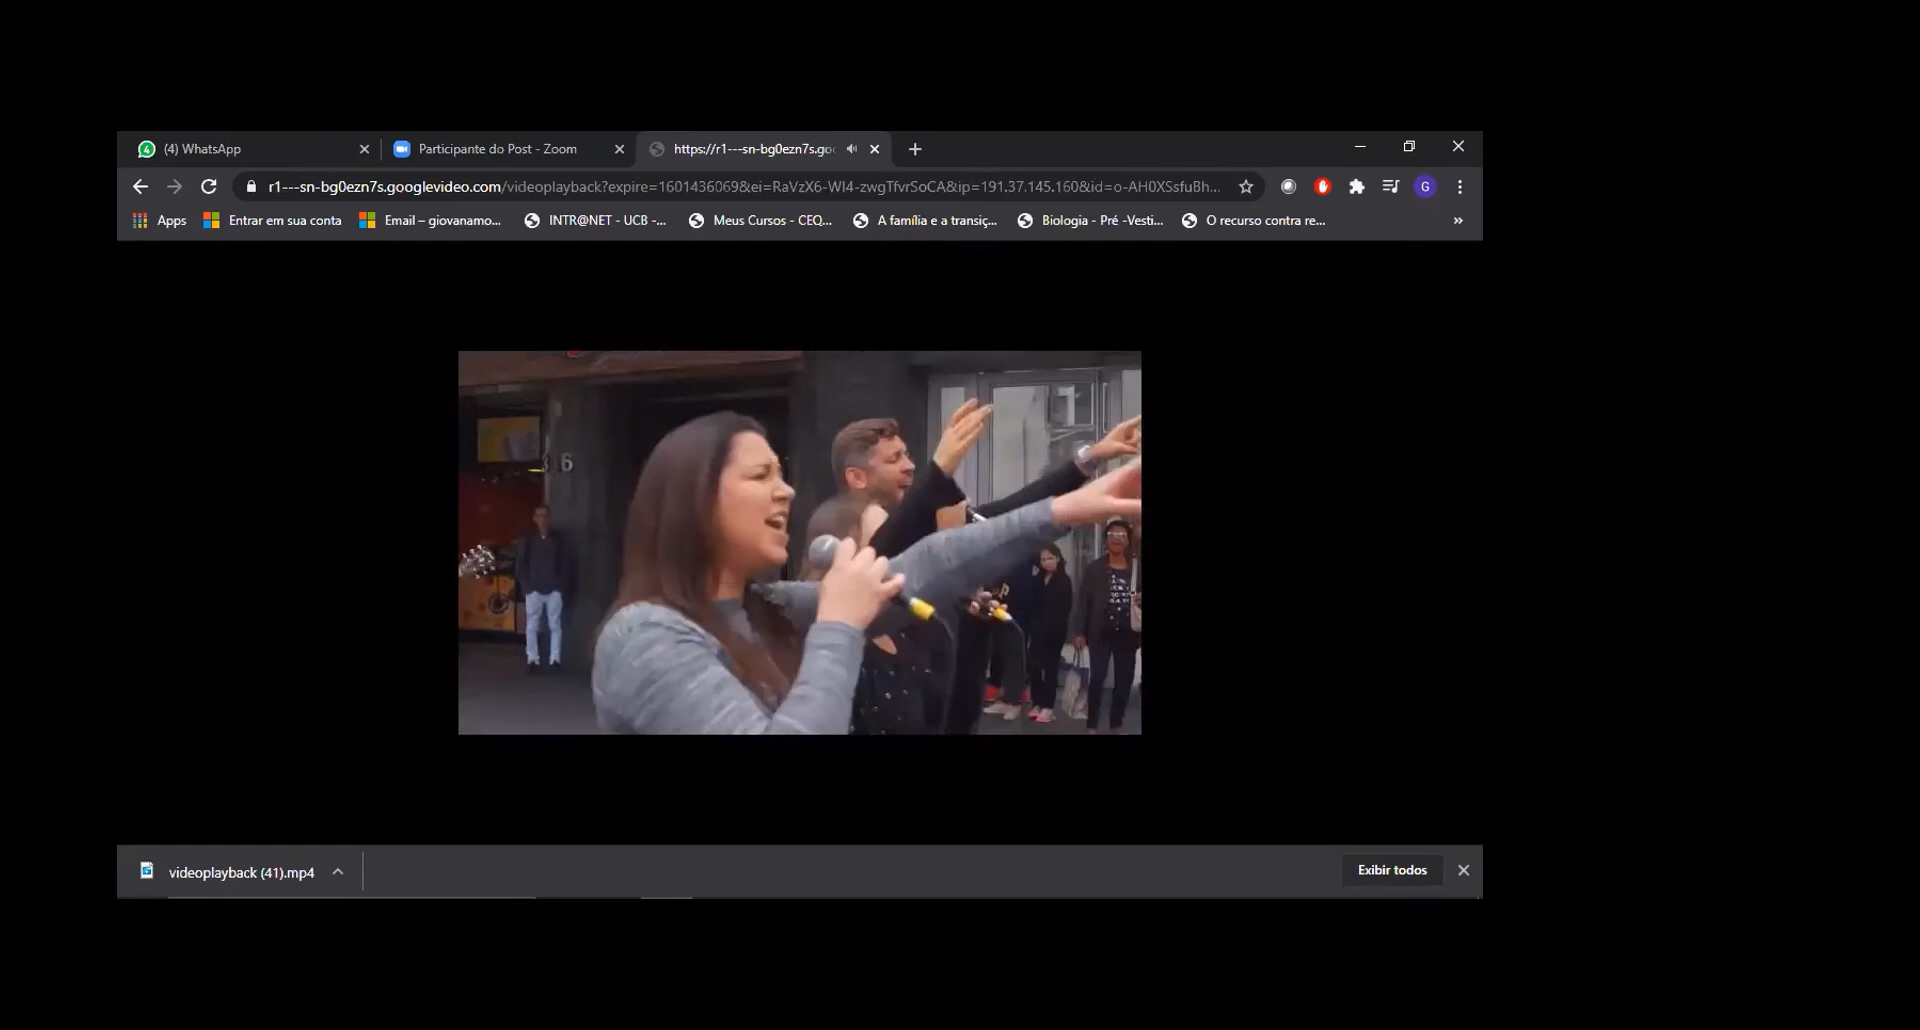 (4) WhatsApp
Participante do Post - Zoom
https://r1---sn-bg0ezn7s.goo
r1---sn-bg0ezn7s.googlevideo.com/videoplayback?expire=1601436069&ei=RaVzX6-WI4-zwgTfvrSoCA&ip=191.37.145.160&id=o-AH0XSsfuBh...
G
Apps
Entrar em sua conta
Email – giovanamo...
INTR@NET - UCB -...
Meus Cursos - CEQ...
A família e a transiç...
Biologia - Pré -Vesti...
O recurso contra re...
»
videoplayback (41).mp4
Exibir todos